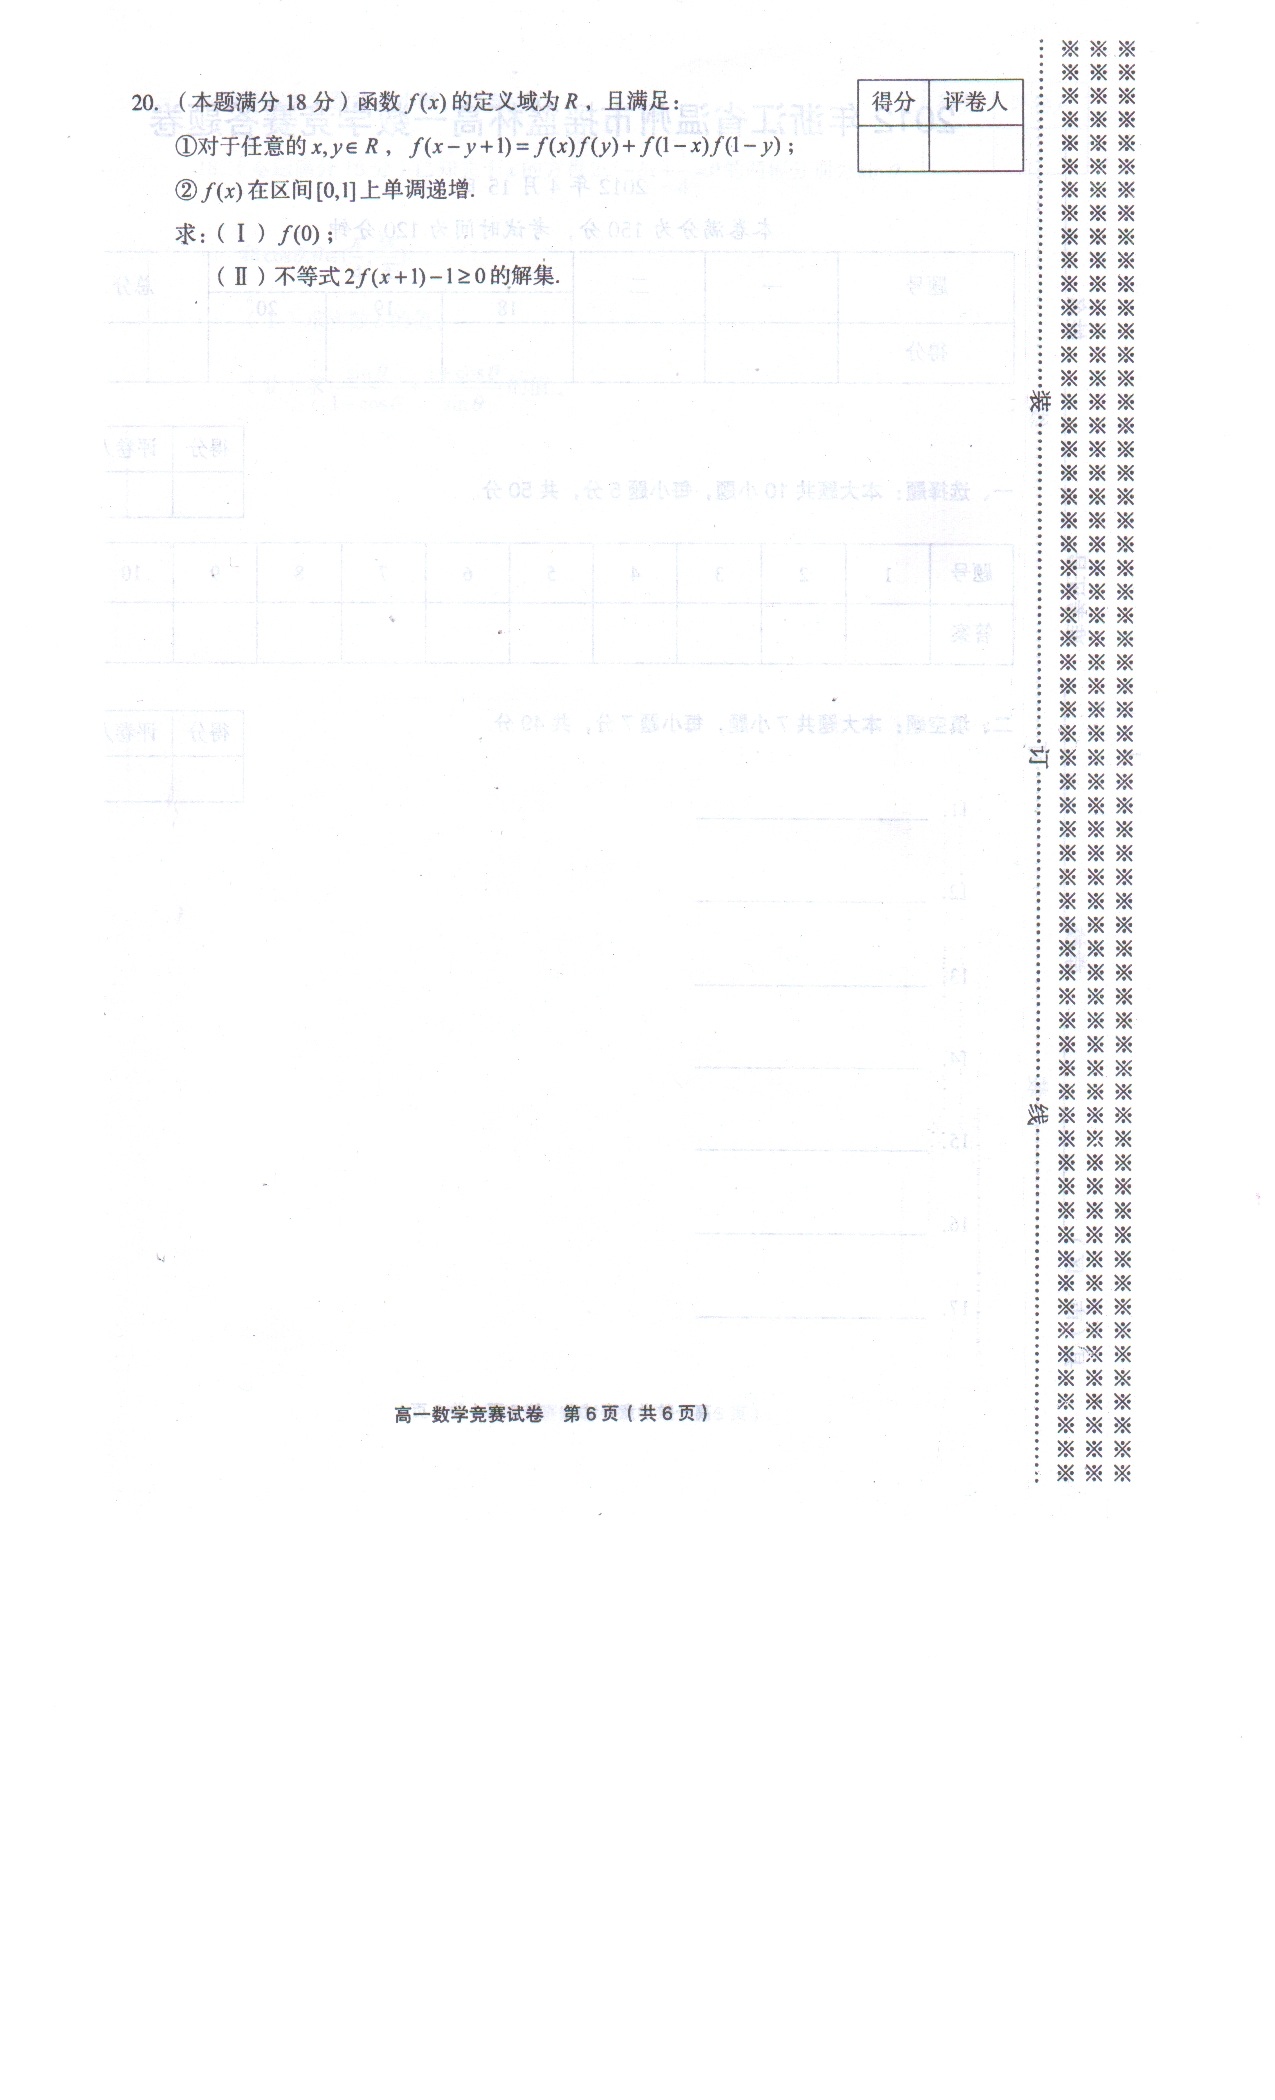 20. （本题满分 18 分）函数 f(x) 的定义域为 R，且满足：
得分 评卷人
①对于任意的 x,y∈R，f(x−y+1)=f(x)f(y)+f(1−x)f(1−y)；
② f(x) 在区间[0,1]上单调递增.
求：（Ⅰ）f(0)；
（Ⅱ）不等式 2f(x+1)−1≥0 的解集.
装
订
线
高一数学竞赛试卷 第 6 页（共 6 页）